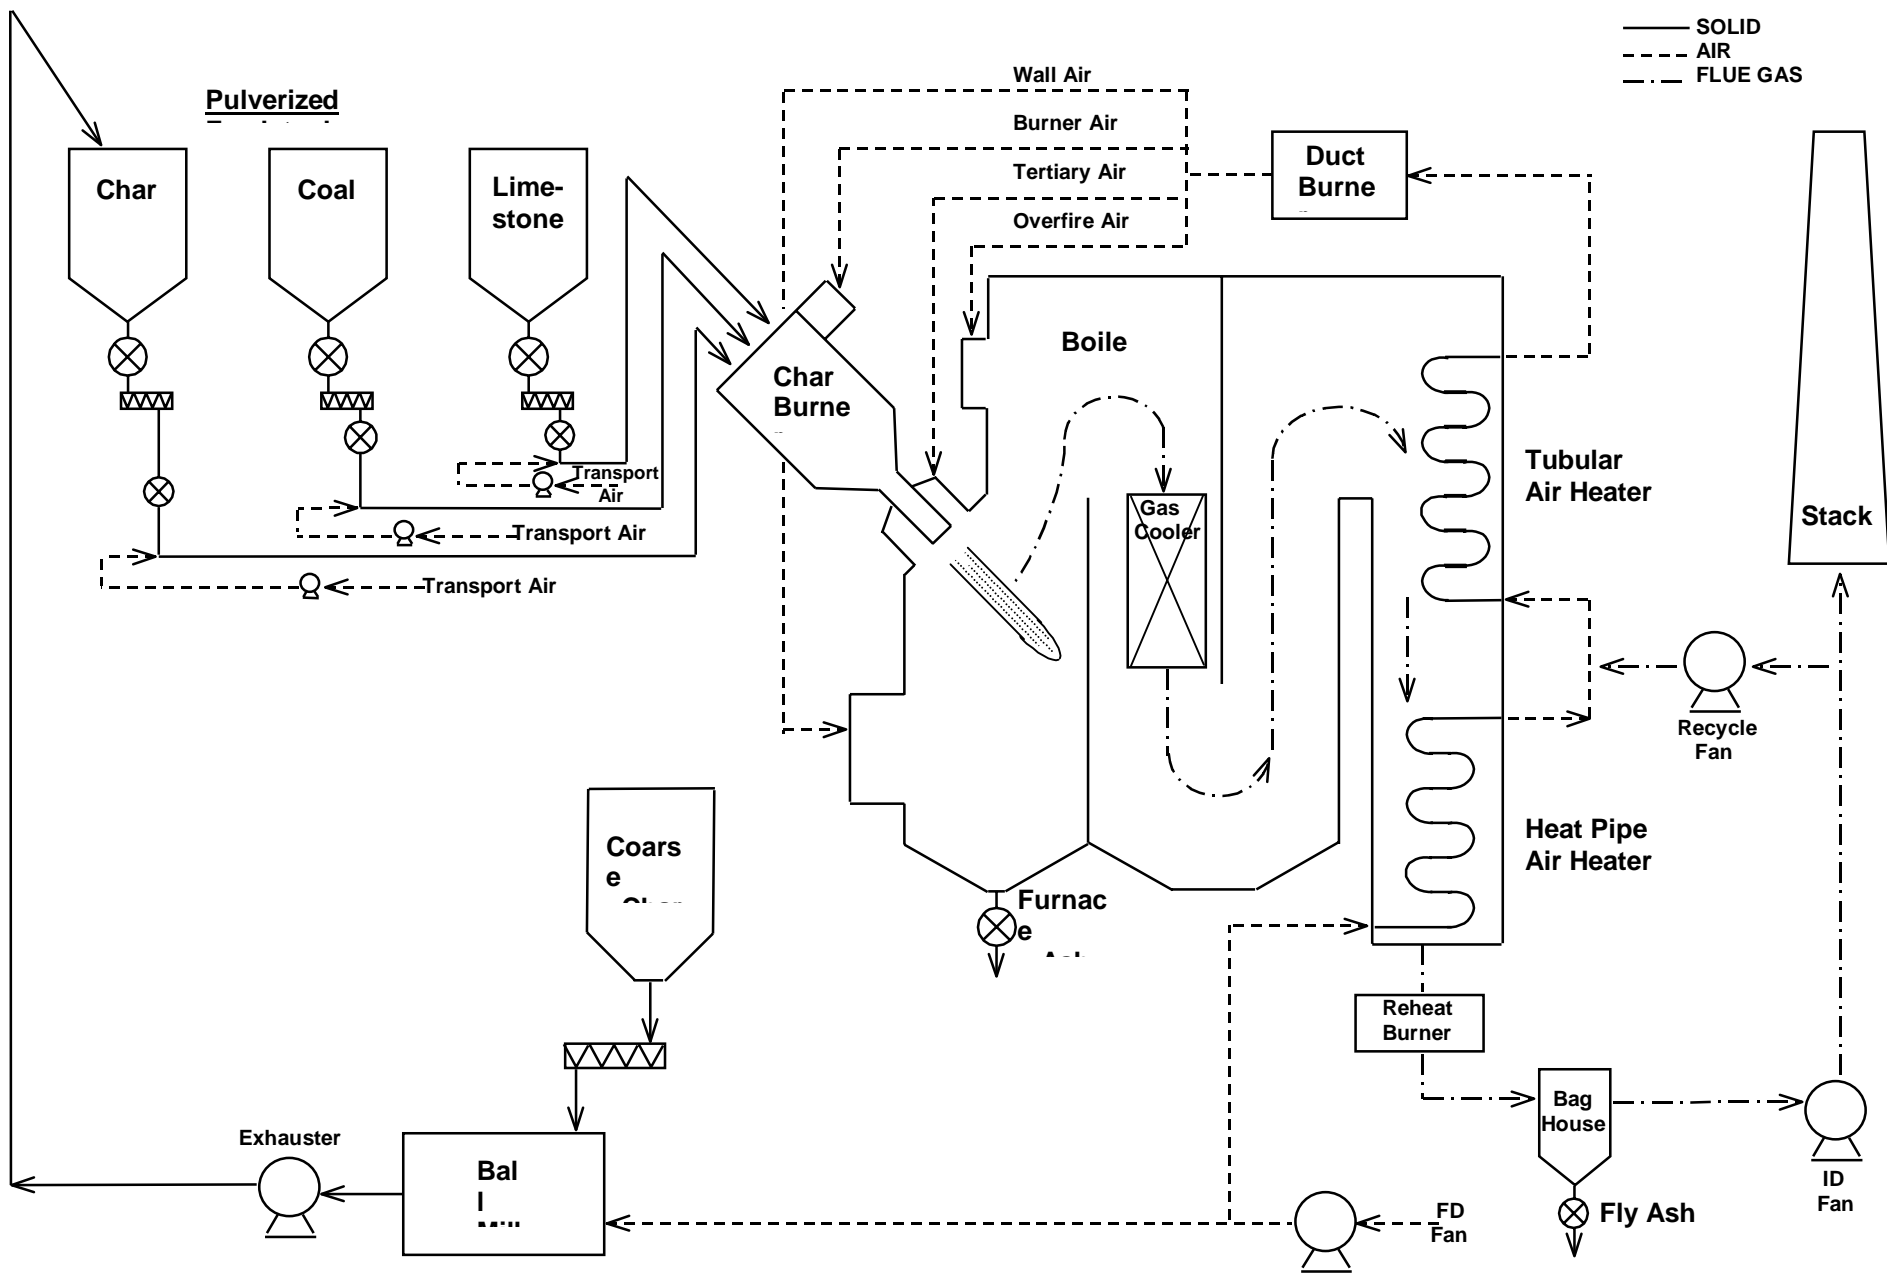 SOLID
AIR
FLUE GAS
Pulverized
Wall Air
Burner Air
Tertiary Air
Overfire Air
Duct
Burne
Char
Coal
Lime-
stone
Boile
Char
Burne
Transport
Air
Transport Air
Transport Air
Gas
Cooler
Tubular
Air Heater
Stack
Recycle
Fan
Heat Pipe
Air Heater
Coars
e
Furnac
e
Reheat
Burner
Bag
House
Exhauster
Bal
l
FD
Fan
Fly Ash
ID
Fan